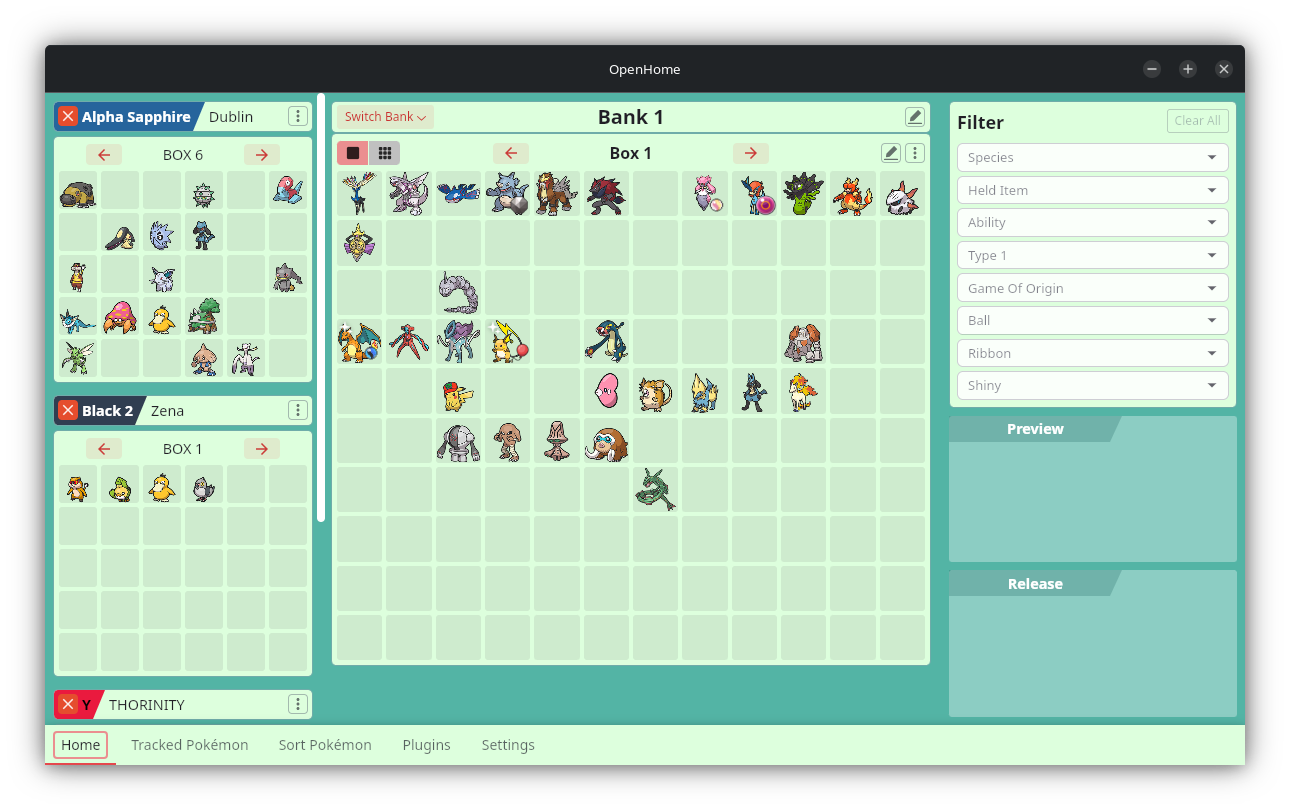 OpenHome
Alpha Sapphire Dublin
BOX 6
Black 2 Zena
BOX 1
Y THORINITY
Switch Bank Bank 1
Box 1
Filter Clear All
Species
Held Item
Ability
Type 1
Game Of Origin
Ball
Ribbon
Shiny
Preview
Release
Home Tracked Pokémon Sort Pokémon Plugins Settings